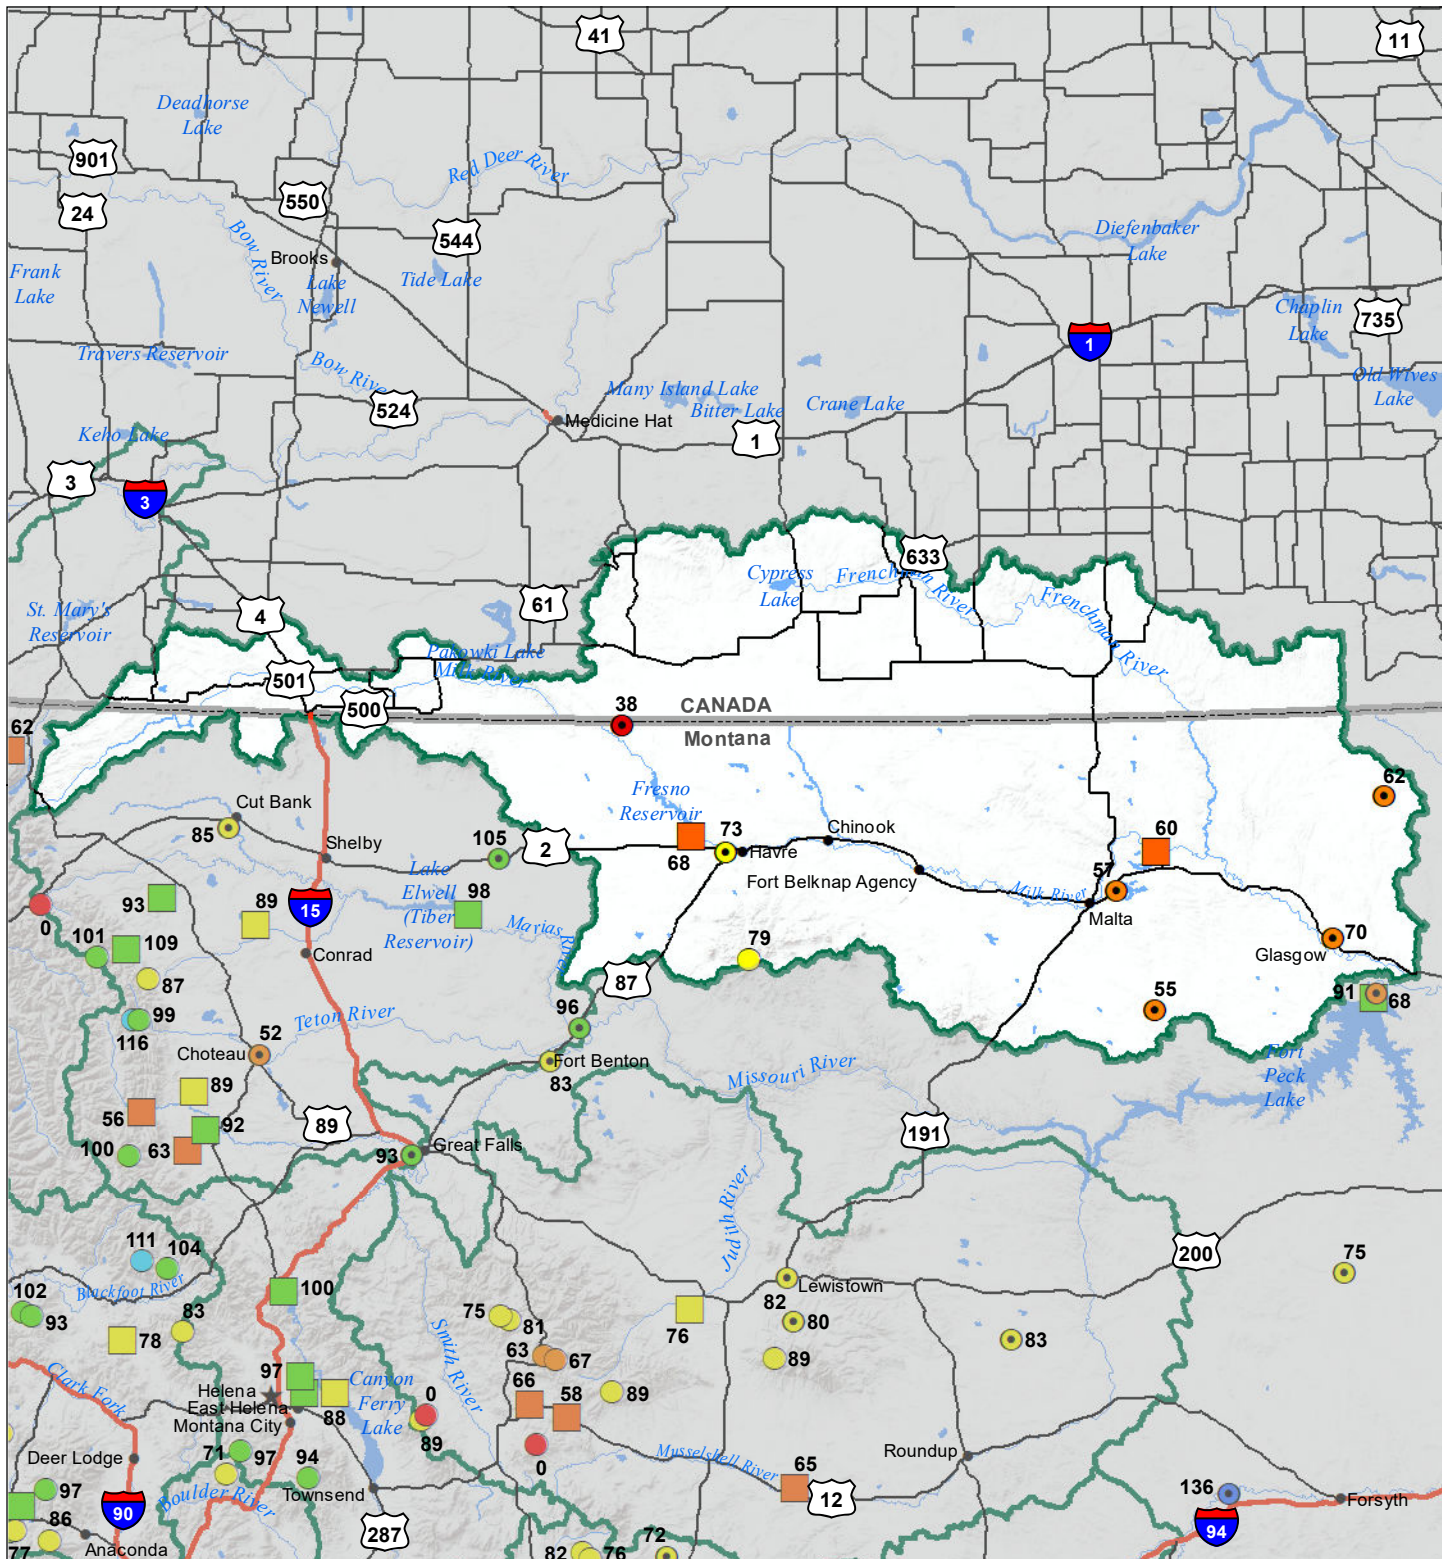 41
11
Deadhorse
Lake
901
Red Deer River
550
24
544
Bow River
Brooks
Diefenbaker
Lake
Frank
Lake
Lake
Newell
Tide Lake
Chaplin
Lake
735
1
Travers Reservoir
Bow River
Many Island Lake
Bitter Lake
Crane Lake
Old Wives
Lake
524
Medicine Hat
1
Keho Lake
3
3
633
Cypress
Lake
Frenchman River
Frenchman River
61
4
St. Mary's
Reservoir
Pakowki Lake
Milk River
501
500
38
CANADA
Montana
62
62
Fresno
Reservoir
Cut Bank
85
Shelby
105
2
73
68
Havre
Chinook
60
Fort Belknap Agency
57
Milk River
Malta
Lake
Elwell
(Tiber
Reservoir)
98
93
89
15
0
101
109
Marias River
Conrad
79
70
Glasgow
87
87
91
68
55
99
116
96
Teton River
52
Choteau
Fort Benton
83
Missouri River
Fort
Peck
Lake
89
56
92
89
191
100
63
93
Great Falls
Judith River
200
75
111
104
Blackfoot River
100
Lewistown
82
80
102
93
83
78
75
81
76
83
Smith River
63
67
89
Clark Fork
97
Helena
East Helena
Montana City
88
Canyon
Ferry
Lake
0
89
66
58
89
0
Deer Lodge
71
97
94
Musselshell River
65
12
Roundup
97
Boulder River
Townsend
136
Forsyth
90
86
287
94
77
Anaconda
82
76
72